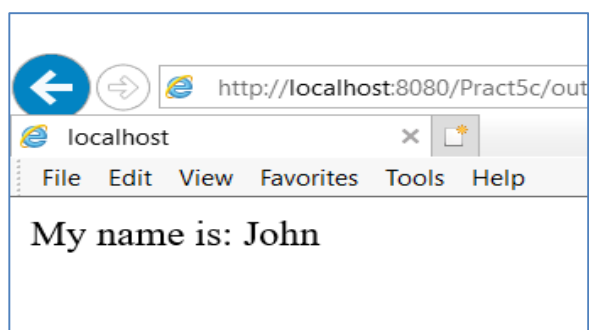 http://localhost:8080/Pract5c/out
localhost
File Edit View Favorites Tools Help
My name is: John